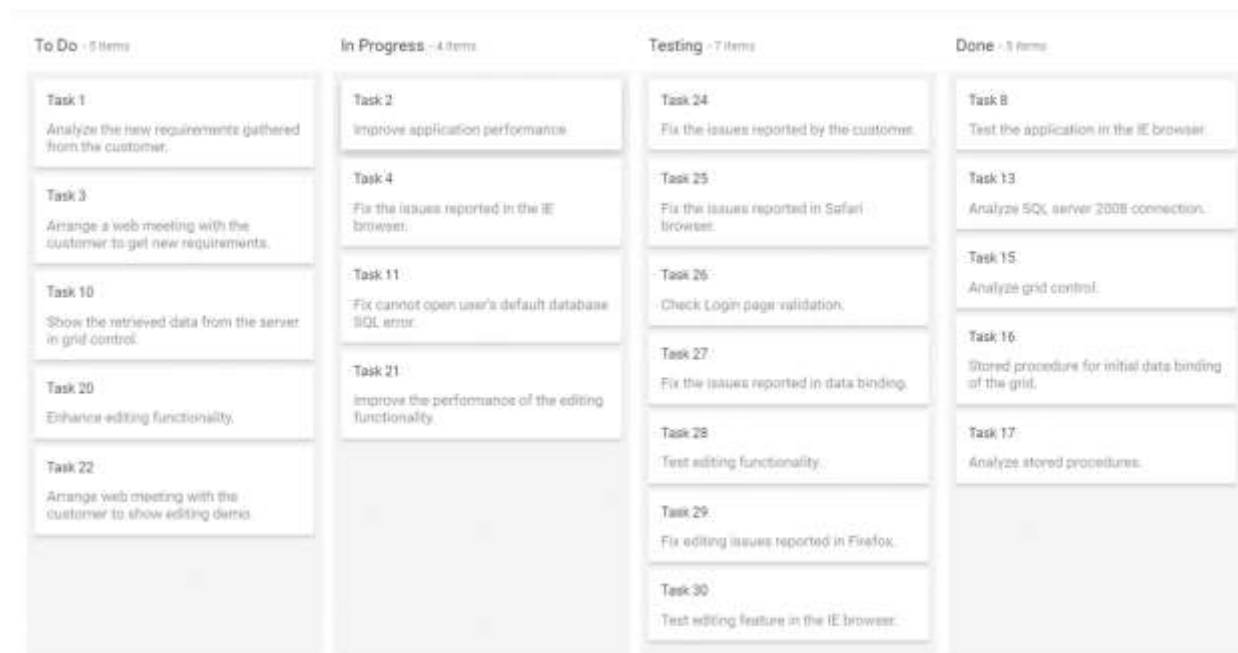 To Do - 5 items
Task 1
Analyze the new requirements gathered
from the customer.
Task 3
Arrange a web meeting with the
customer to get new requirements.
Task 10
Show the retrieved data from the server
in grid control.
Task 20
Enhance editing functionality.
Task 22
Arrange web meeting with the
customer to show editing demo.
In Progress - 4 items
Task 2
Improve application performance
Task 4
Fix the issues reported in the IE
browser.
Task 11
Fix cannot open user's default database
SQL error.
Task 21
Improve the performance of the editing
functionality.
Testing - 7 items
Task 24
Fix the issues reported by the customer.
Task 25
Fix the issues reported in Safari
browser.
Task 26
Check Login page validation.
Task 27
Fix the issues reported in data binding.
Task 28
Test editing functionality.
Task 29
Fix editing issues reported in Firefox.
Task 30
Test editing feature in the IE browser.
Done - 5 items
Task 8
Test the application in the IE browser.
Task 13
Analyze SQL server 2008 connection.
Task 15
Analyze grid control.
Task 16
Stored procedure for initial data binding
of the grid.
Task 17
Analyze stored procedures.